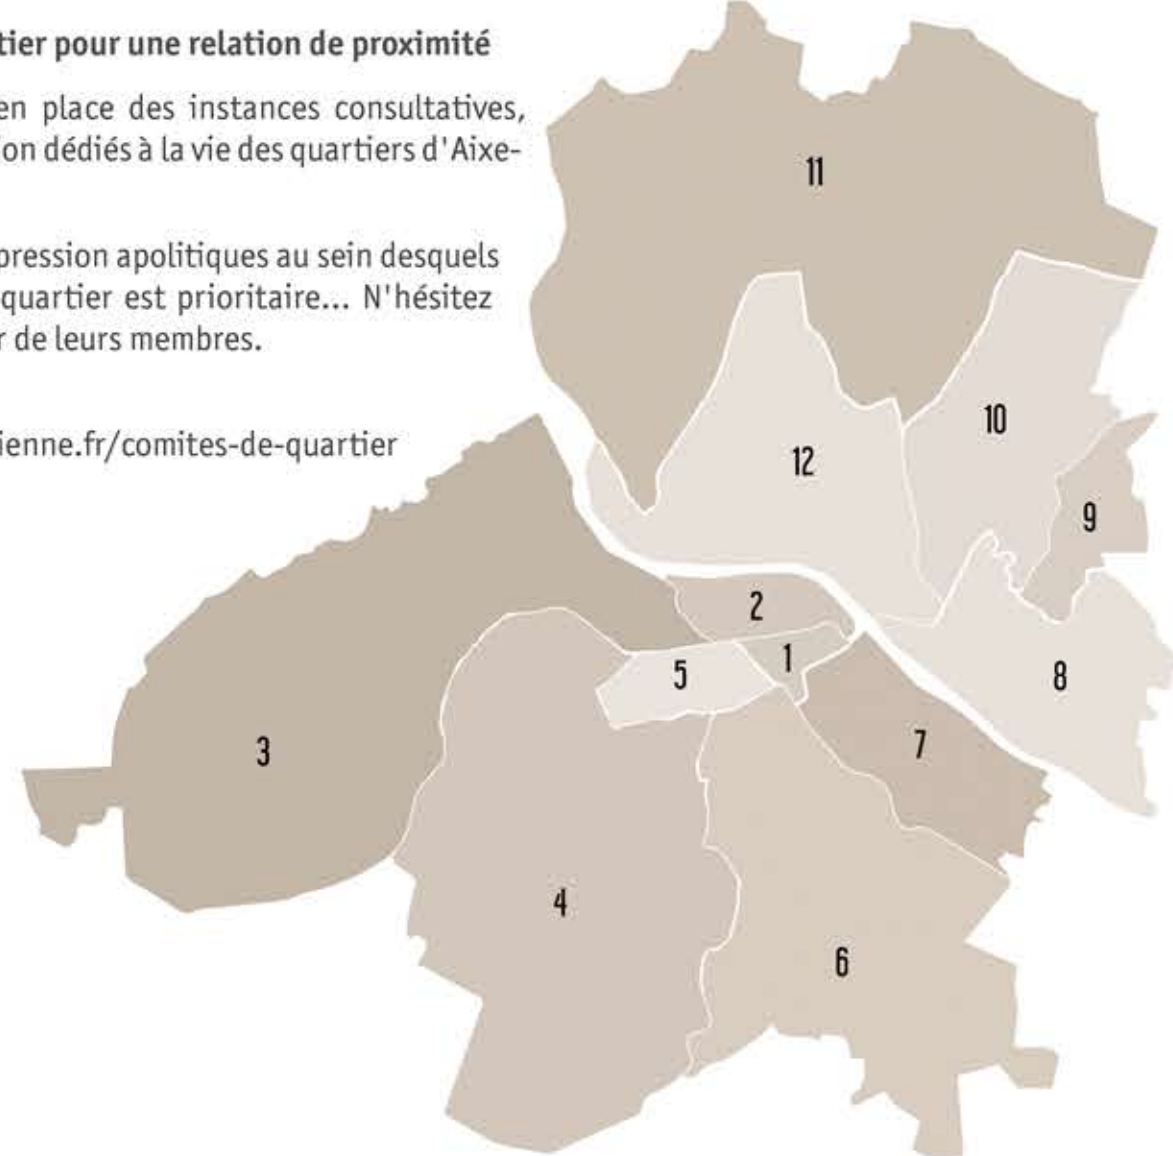 tier pour une relation de proximité
en place des instances consultatives,
ion dédiés à la vie des quartiers d'Aixe-
pression apolitiques au sein desquels
quartier est prioritaire... N'hésitez
r de leurs membres.
ienne.fr/comites-de-quartier
11
10
12
9
2
1
5
8
7
3
4
6